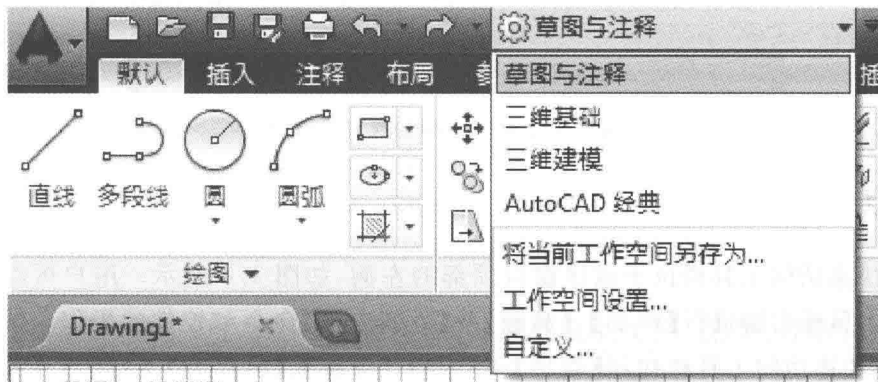 草图与注释
默认 插入 注释 布局
草图与注释
三维基础
三维建模
AutoCAD 经典
将当前工作空间另存为...
工作空间设置...
自定义...
直线 多段线 圆 圆弧
绘图
Drawing1*